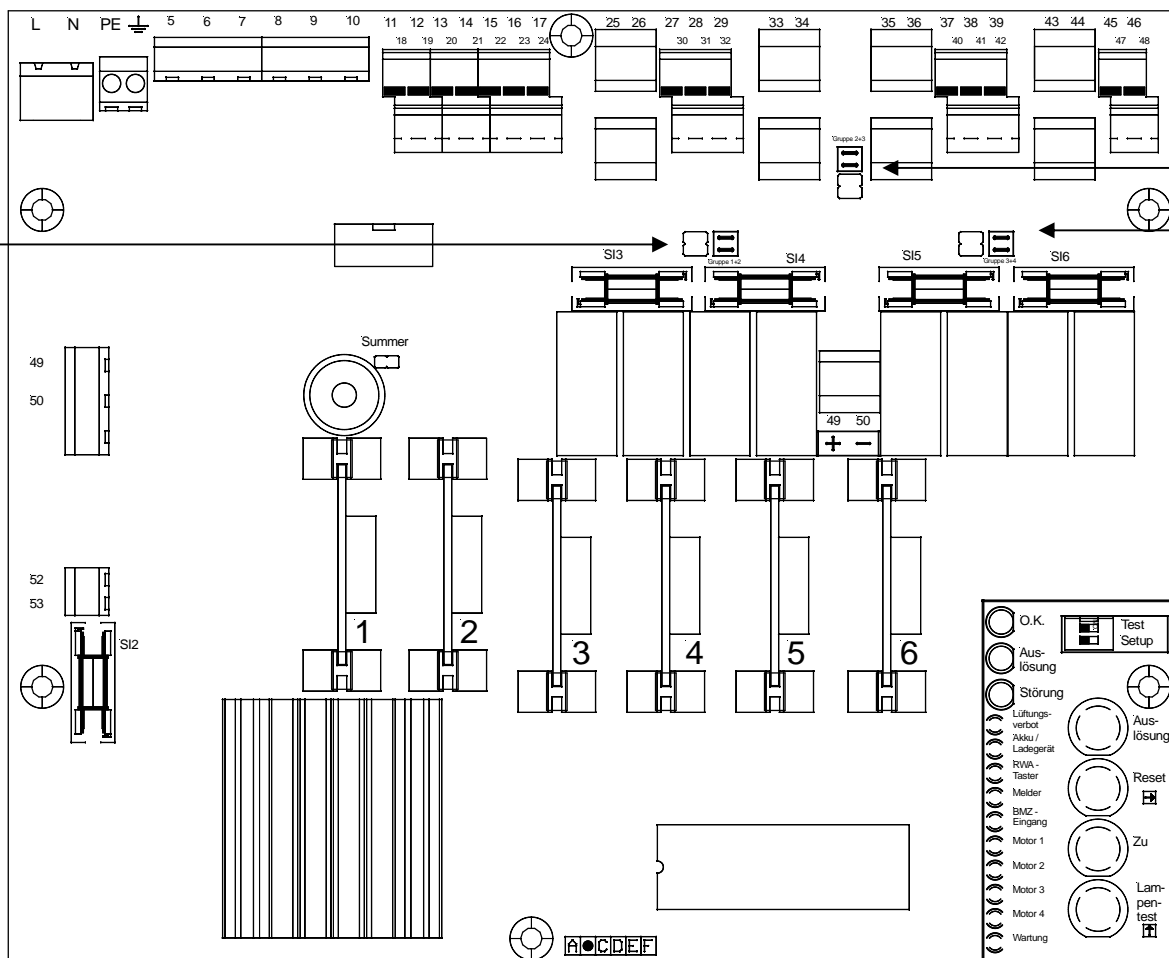 L N PE 5 6 7 8 9 10 11 12 13 14 15 16 17 25 26 27 28 29 33 34 35 36 37 38 39 43 44 45 46
18 19 20 21 22 23 24 30 31 32 40 41 42 47 48
Gruppe 2+3
Gruppe 1+2
Gruppe 3+4
SI3 SI4 SI5 SI6
Summer
49
50
49 50
+ −
52
53
SI2
1 2 3 4 5 6
O.K.
Test
Setup
Aus-
lösung
Störung
Lüftungs-
verbot
Akku /
Ladegerät
RWA -
Taster
Melder
BMZ -
Eingang
Motor 1
Motor 2
Motor 3
Motor 4
Wartung
Aus-
lösung
Reset
Zu
Lam-
pen-
test
A●CDEF